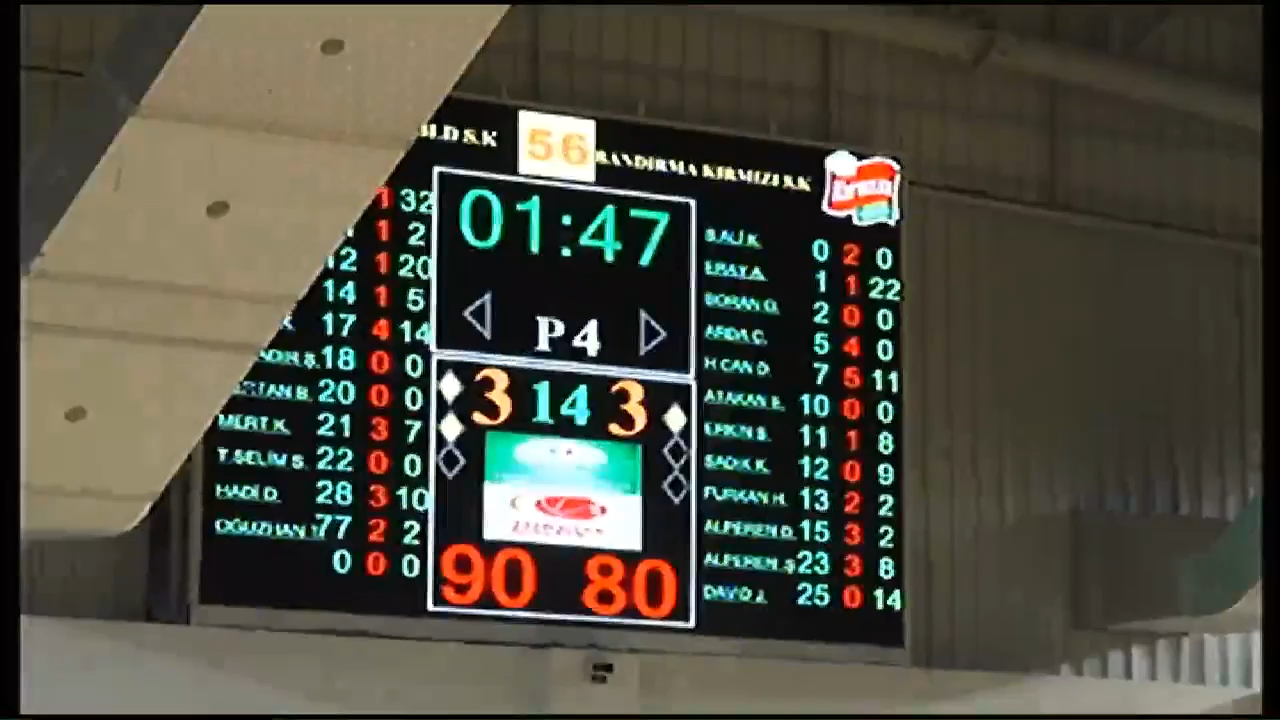 S.K 56 BANDIRMA KIRMIZI S.K
01:47
P4
3 14 3
90 80
1 32
1 2
12 1 20
14 1 5
17 4 14
18 0 0
20 0 0
MERT.K. 21 3 7
T.SELİM S. 22 0 0
HADİ D. 28 3 10
OĞUZHAN 77 2 2
0 0 0
B.ALİ K. 0 2 0
ERAY.A. 1 1 22
BORAN O. 2 0 0
ARDA C. 5 4 0
H CAN D. 7 5 11
ATAKAN E. 10 0 0
11 1 8
SADIK K. 12 0 9
FURKAN H. 13 2 2
ALPEREN D. 15 3 2
ALPEREN.Ş 23 3 8
DAVID J. 25 0 14